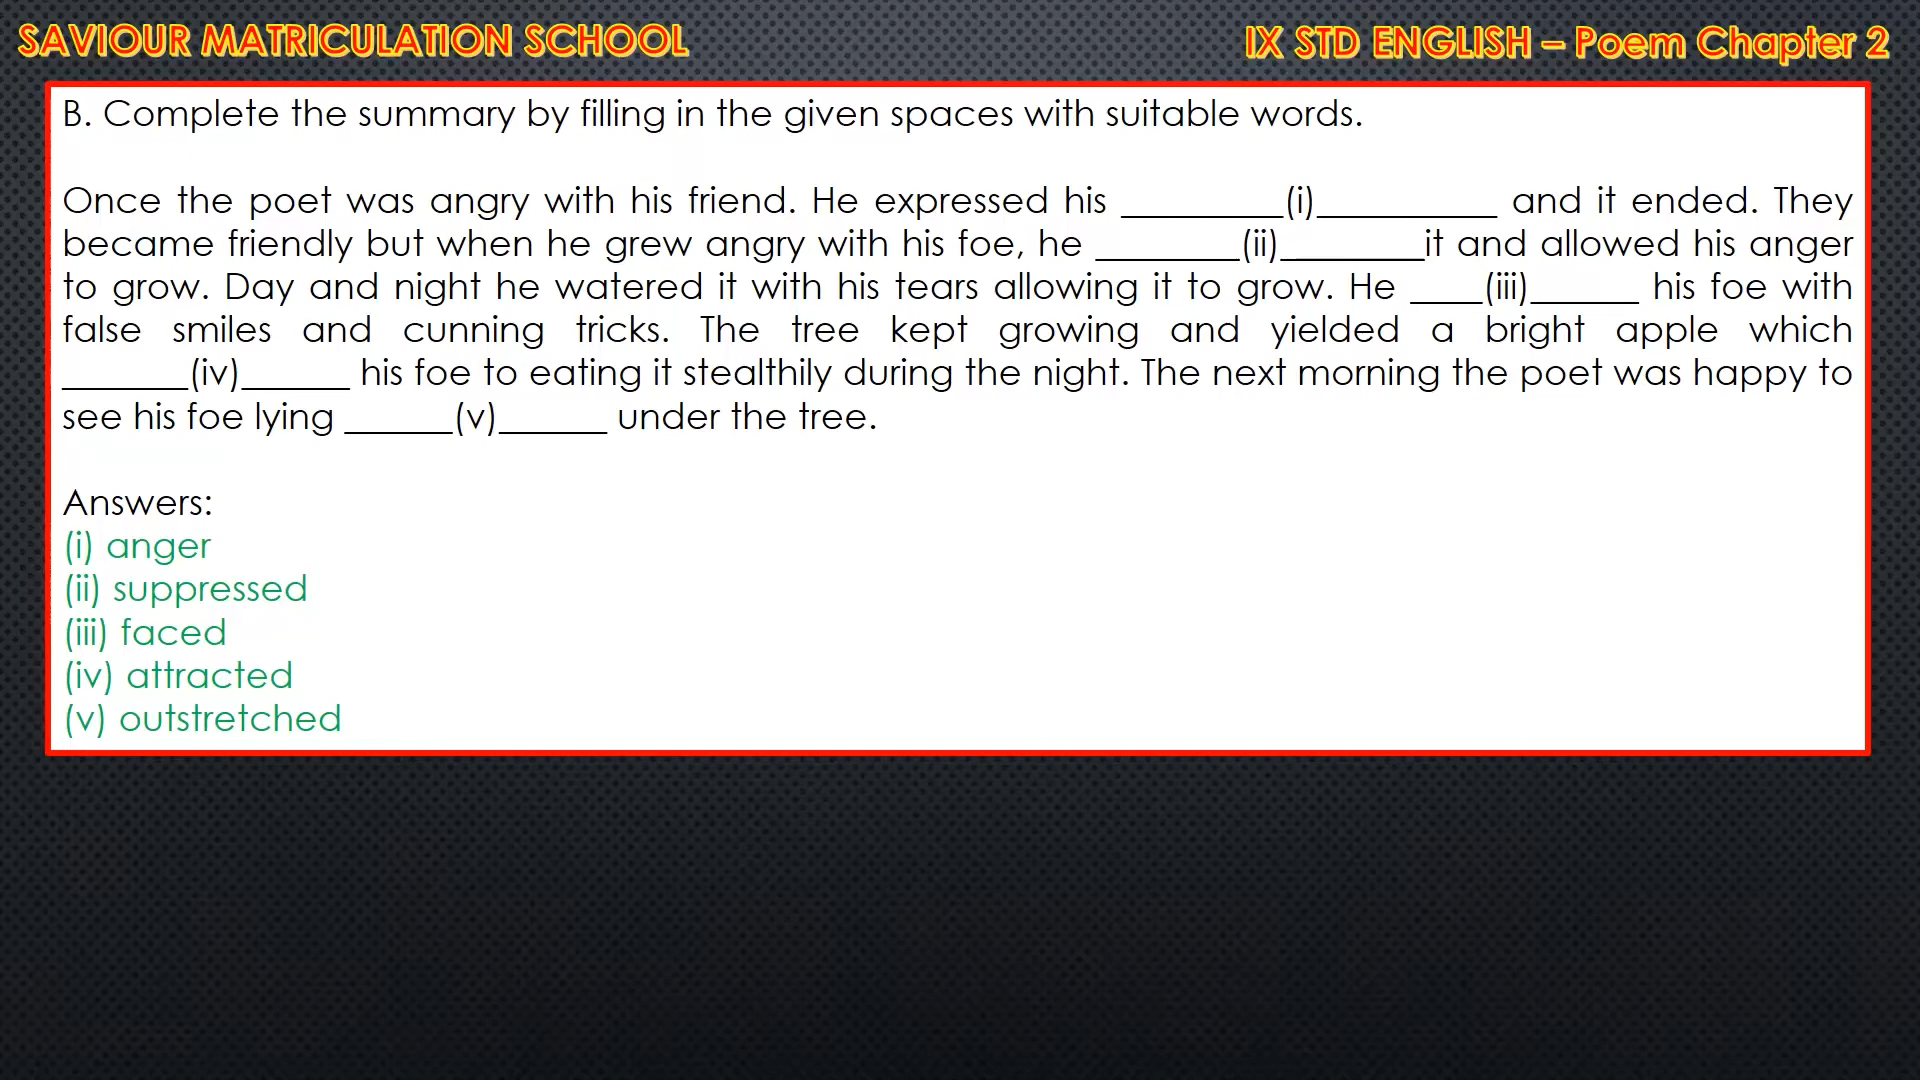 SAVIOUR MATRICULATION SCHOOL
IX STD ENGLISH – Poem Chapter 2
B. Complete the summary by filling in the given spaces with suitable words.
Once the poet was angry with his friend. He expressed his _________(i)__________ and it ended. They
became friendly but when he grew angry with his foe, he ________(ii)________it and allowed his anger
to grow. Day and night he watered it with his tears allowing it to grow. He ____(iii)______ his foe with
false smiles and cunning tricks. The tree kept growing and yielded a bright apple which
_______(iv)______ his foe to eating it stealthily during the night. The next morning the poet was happy to
see his foe lying ______(v)______ under the tree.
Answers:
(i) anger
(ii) suppressed
(iii) faced
(iv) attracted
(v) outstretched